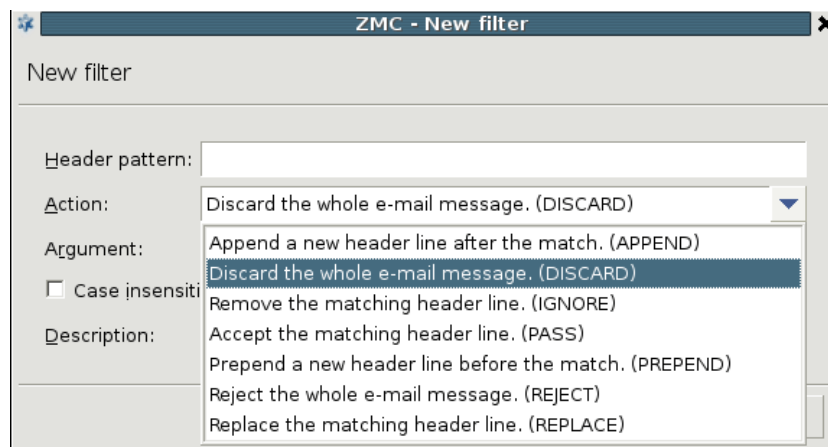 ZMC - New filter
New filter
Header pattern:
Action: Discard the whole e-mail message. (DISCARD)
Argument:
Append a new header line after the match. (APPEND)
Discard the whole e-mail message. (DISCARD)
Case insensiti
Remove the matching header line. (IGNORE)
Accept the matching header line. (PASS)
Description:
Prepend a new header line before the match. (PREPEND)
Reject the whole e-mail message. (REJECT)
Replace the matching header line. (REPLACE)